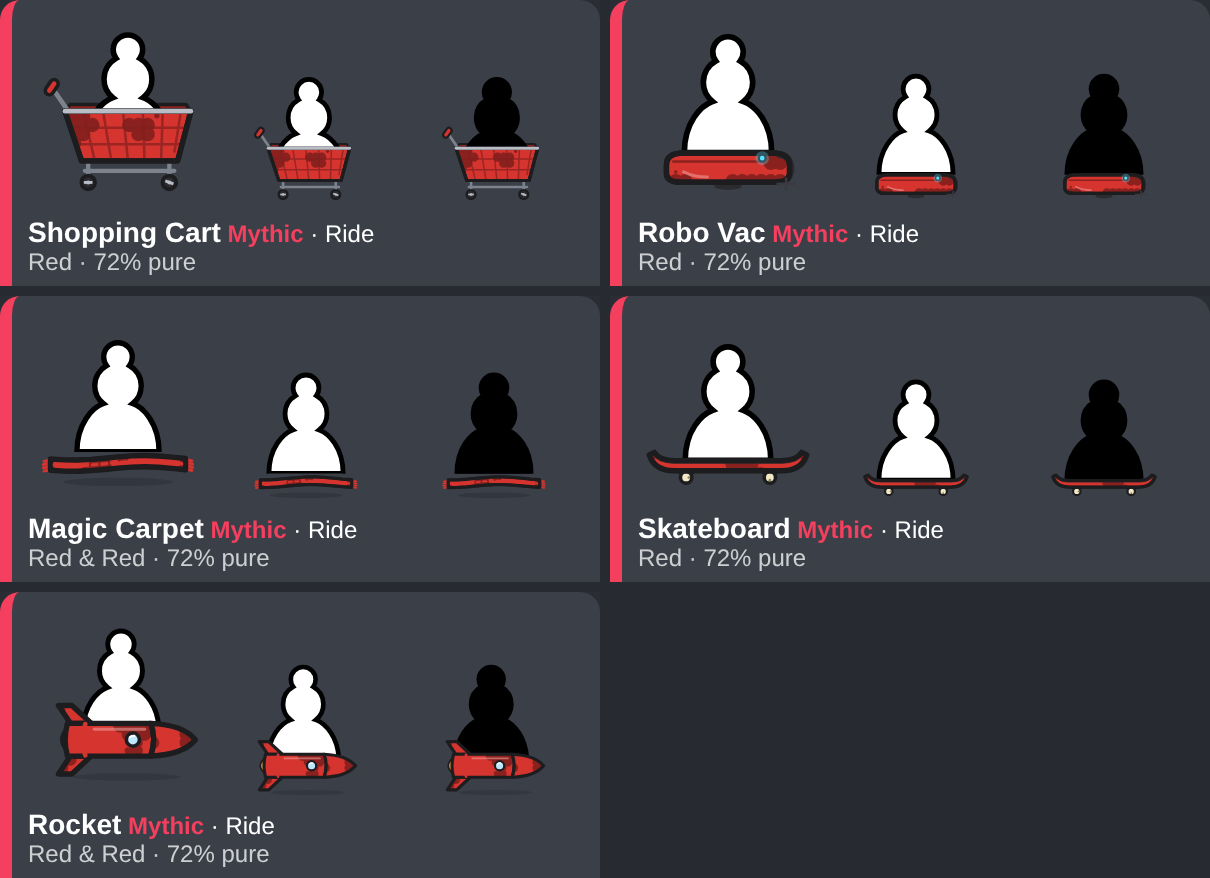 Shopping Cart Mythic · Ride
Red · 72% pure
Robo Vac Mythic · Ride
Red · 72% pure
Magic Carpet Mythic · Ride
Red & Red · 72% pure
Skateboard Mythic · Ride
Red · 72% pure
Rocket Mythic · Ride
Red & Red · 72% pure